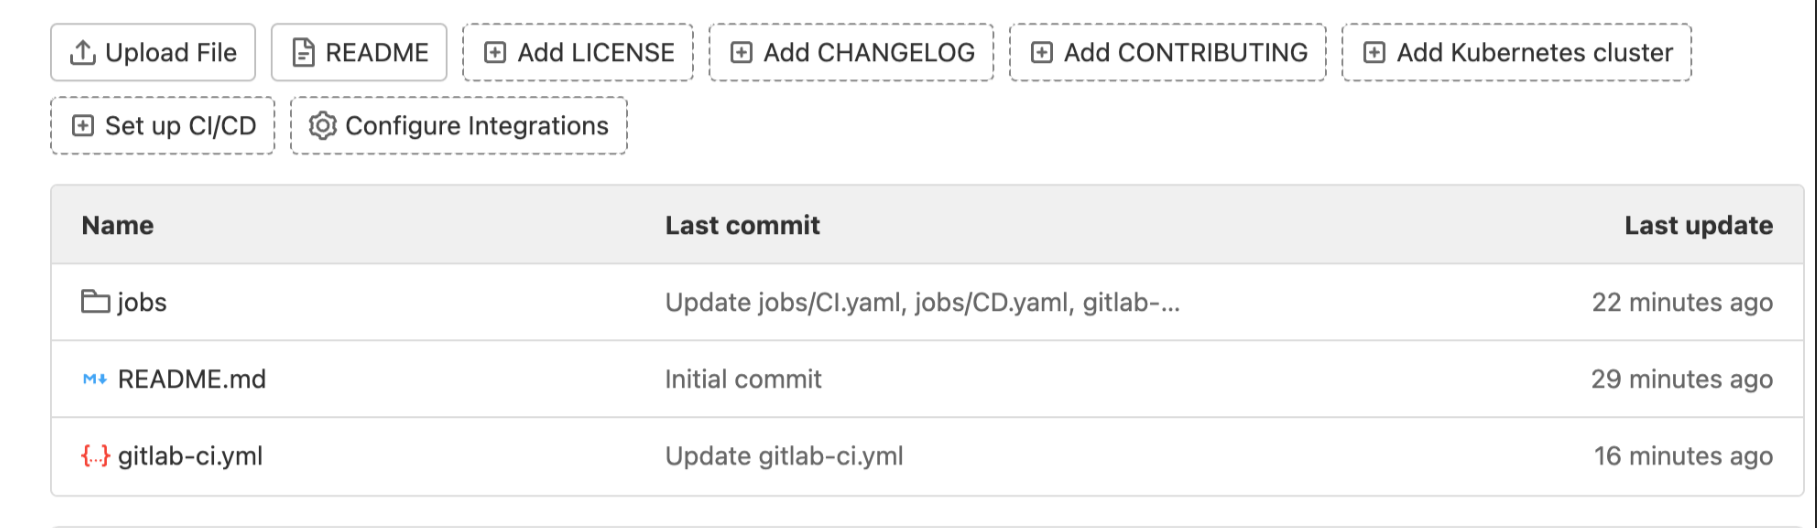 Upload File README Add LICENSE Add CHANGELOG Add CONTRIBUTING Add Kubernetes cluster
Set up CI/CD Configure Integrations
Name Last commit Last update
jobs Update jobs/CI.yaml, jobs/CD.yaml, gitlab-... 22 minutes ago
README.md Initial commit 29 minutes ago
gitlab-ci.yml Update gitlab-ci.yml 16 minutes ago